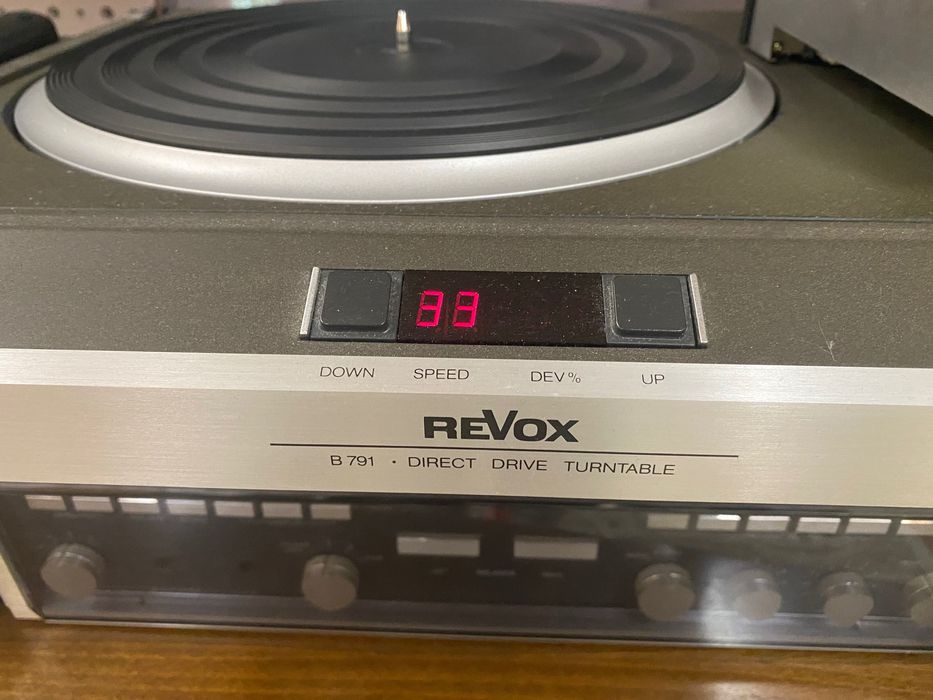 33
DOWN SPEED DEV% UP
REVOX
B 791 · DIRECT DRIVE TURNTABLE